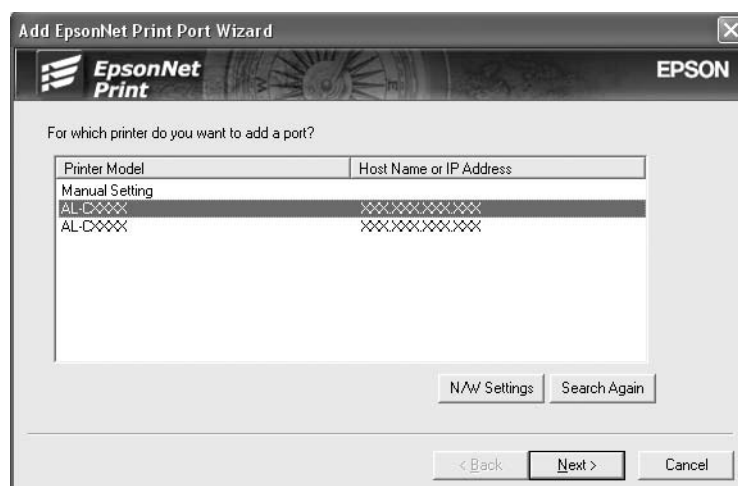 Add EpsonNet Print Port Wizard
EpsonNet
Print
EPSON
For which printer do you want to add a port?
Printer Model Host Name or IP Address
Manual Setting
AL-CXXXX XXX.XXX.XXX.XXX
AL-CXXXX XXX.XXX.XXX.XXX
N/W Settings Search Again
< Back Next > Cancel